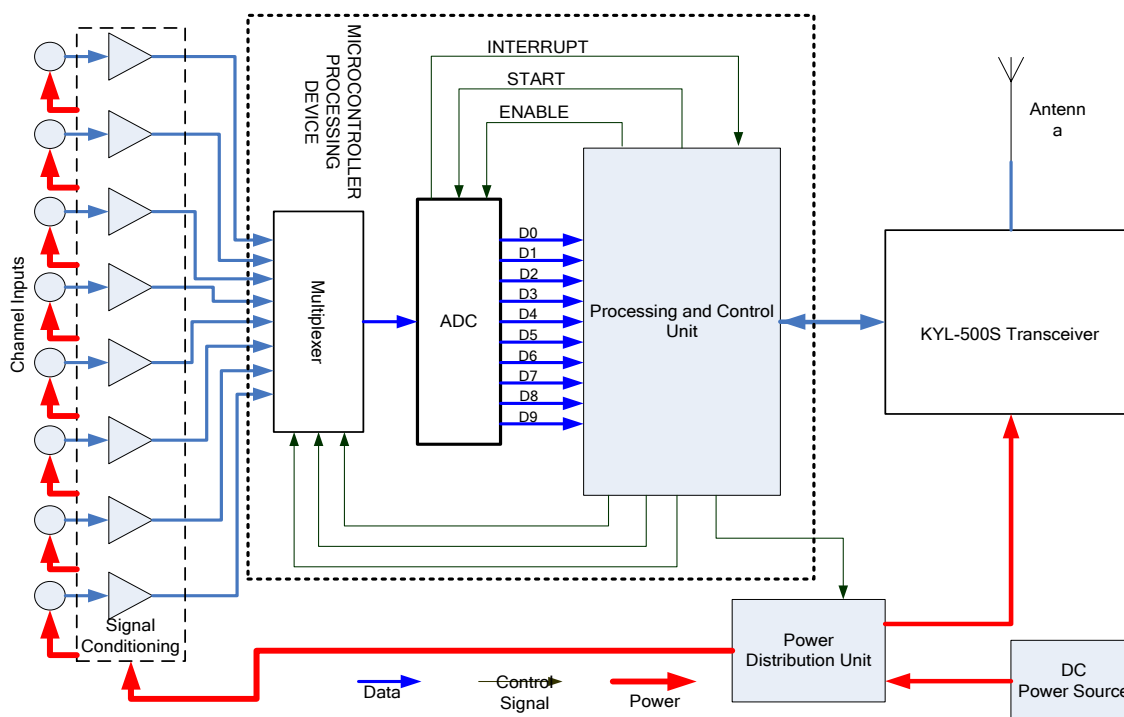 MICROCONTROLLER
PROCESSING
DEVICE
INTERRUPT
START
ENABLE
Antenn
a
Channel Inputs
Multiplexer
ADC
D0
D1
D2
D3
D4
D5
D6
D7
D8
D9
Processing and Control
Unit
KYL-500S Transceiver
Signal
Conditioning
Power
Distribution Unit
DC
Power Source
Data
Control
Signal
Power